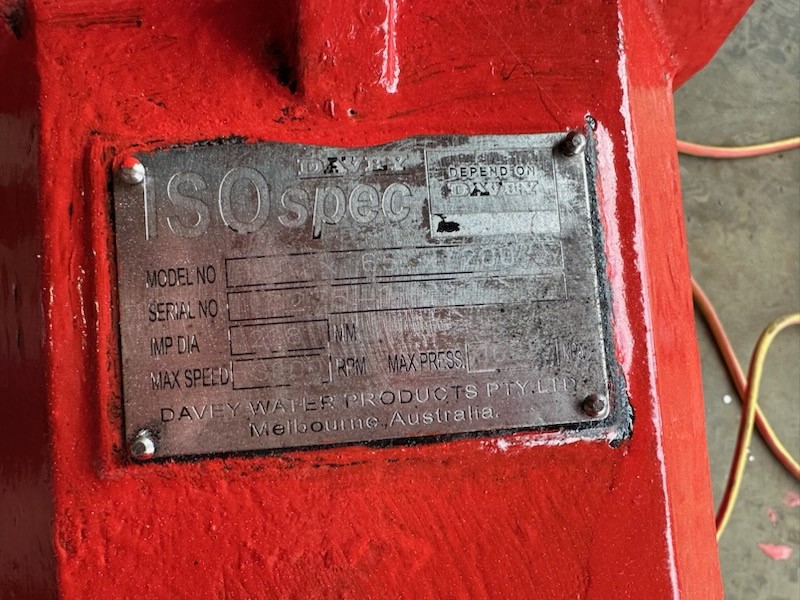 DAVEY
ISOspec
DEPEND ON
DAVEY
MODEL NO
SERIAL NO
IMP DIA MM
MAX SPEED RPM MAX PRESS.
DAVEY WATER PRODUCTS PTY.LTD.
Melbourne, Australia.